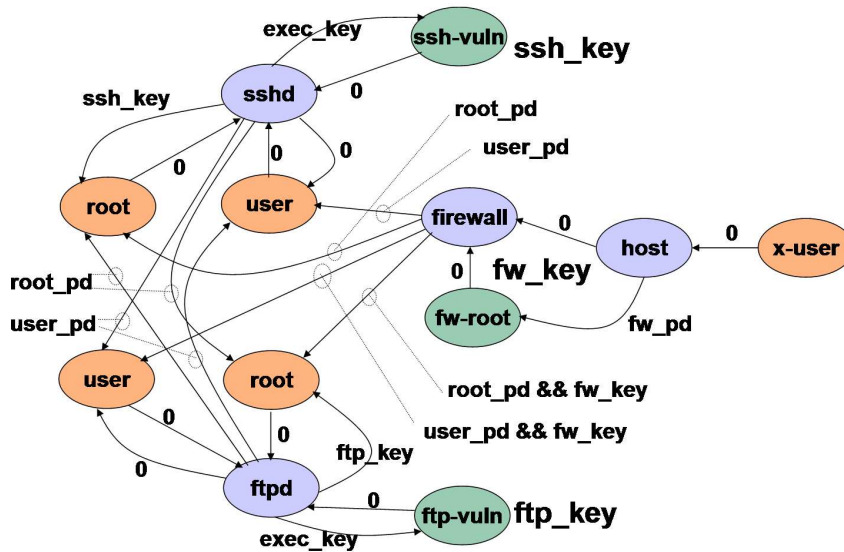 exec_key
ssh-vuln
ssh_key
sshd
0
ssh_key
root_pd
0
0
0
user_pd
root
user
firewall
0
host
0
x-user
0
fw_key
root_pd
fw-root
fw_pd
user_pd
user
root
root_pd && fw_key
0
0
user_pd && fw_key
0
ftp_key
ftpd
0
ftp-vuln
ftp_key
exec_key